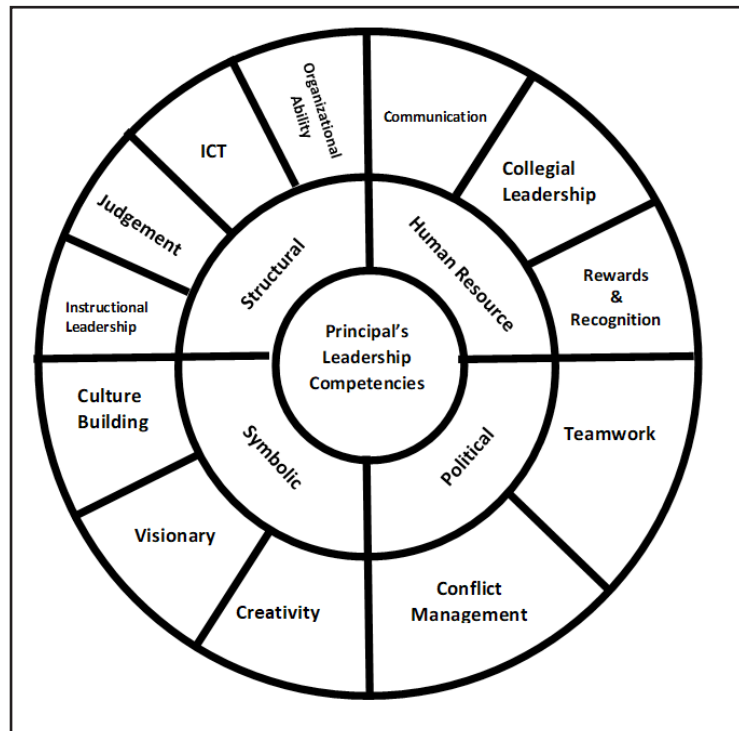 Organizational
Ability
Communication
ICT
Collegial
Leadership
Judgement
Structural
Human Resource
Rewards
&
Recognition
Instructional
Leadership
Principal's
Leadership
Competencies
Culture
Building
Symbolic
Political
Teamwork
Visionary
Conflict
Management
Creativity